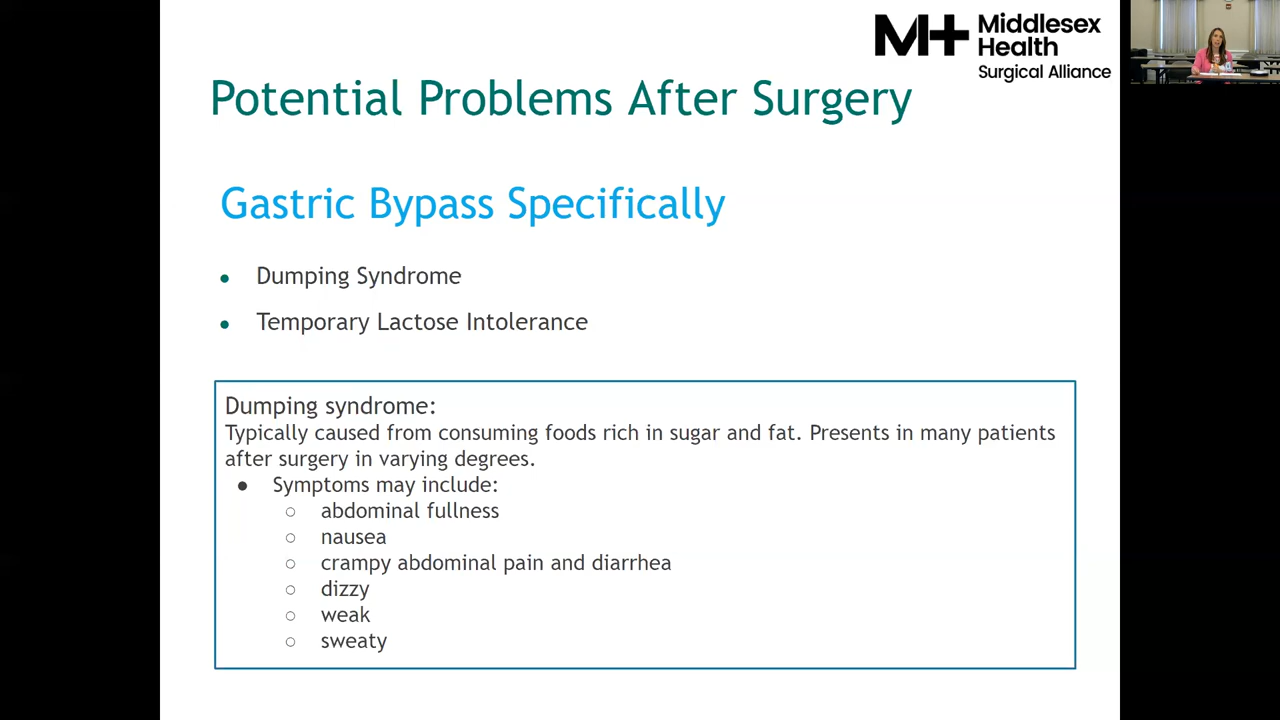 M+ Middlesex
Health
Surgical Alliance
Potential Problems After Surgery
Gastric Bypass Specifically
● Dumping Syndrome
● Temporary Lactose Intolerance
Dumping syndrome:
Typically caused from consuming foods rich in sugar and fat. Presents in many patients
after surgery in varying degrees.
● Symptoms may include:
○ abdominal fullness
○ nausea
○ crampy abdominal pain and diarrhea
○ dizzy
○ weak
○ sweaty